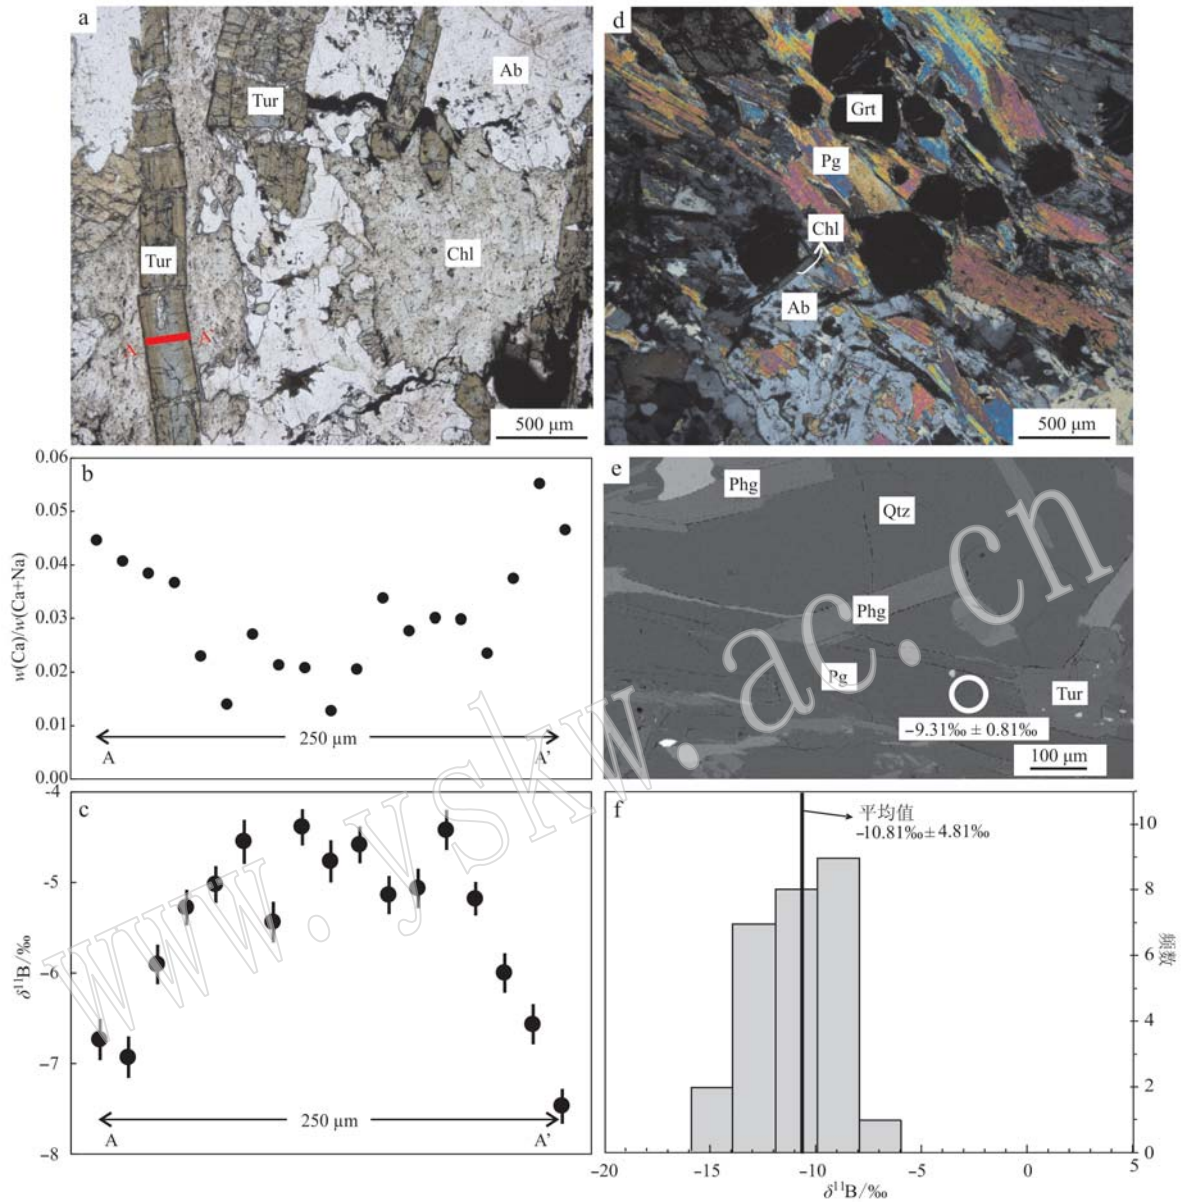 a
Tur
Ab
Tur
Chl
A
A'
500 μm
b
0.06
0.05
0.04
0.03
0.02
0.01
0.00
w(Ca)/w(Ca+Na)
250 μm
A
A'
c
-4
-5
-6
-7
-8
δ¹¹B/‰
250 μm
A
A'
d
Grt
Pg
Chl
Ab
500 μm
e
Phg
Qtz
Phg
Pg
Tur
-9.31‰ ± 0.81‰
100 μm
f
平均值
-10.81‰ ± 4.81‰
10
8
6
4
2
0
频数
-20
-15
-10
-5
0
5
δ¹¹B/‰
www.yskw.ac.cn